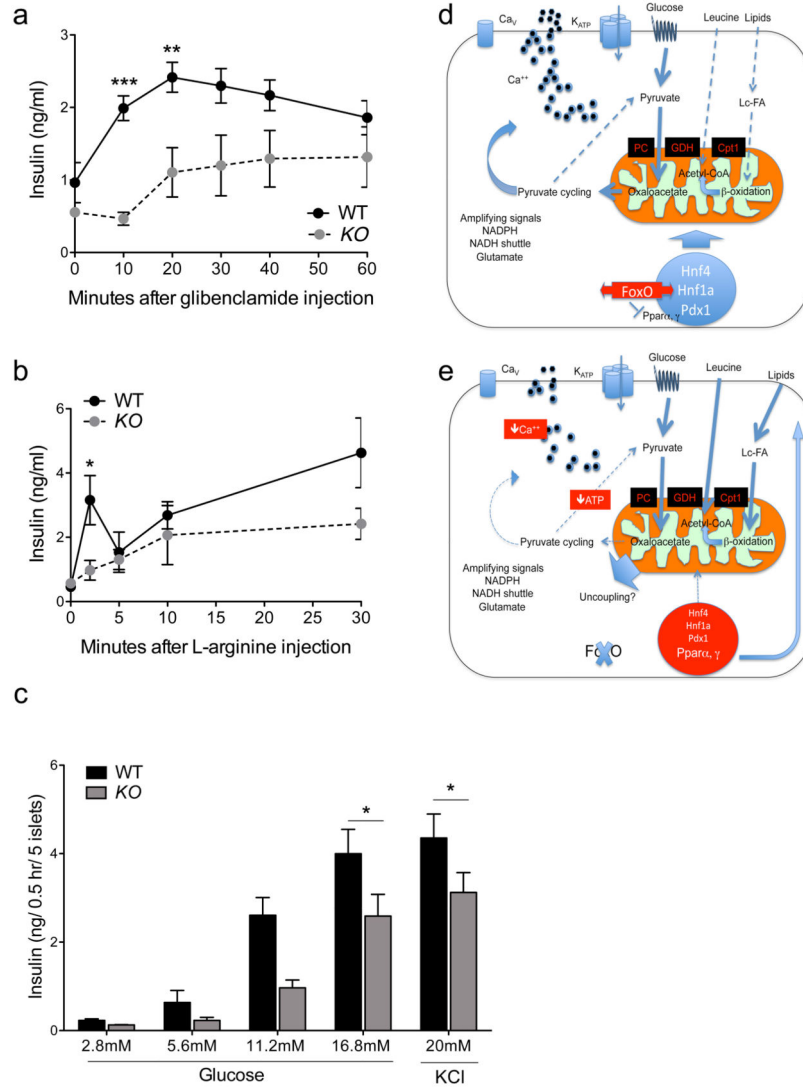 a
Insulin (ng/ml)
3
2
1
0
***
**
WT
KO
0
10
20
30
40
50
60
Minutes after glibenclamide injection
b
Insulin (ng/ml)
6
4
2
0
*
WT
KO
0
5
10
15
20
25
30
Minutes after L-arginine injection
c
Insulin (ng/ 0.5 hr/ 5 islets)
6
4
2
0
WT
KO
*
*
2.8mM
5.6mM
11.2mM
16.8mM
20mM
Glucose
KCl
d
CaV
KATP
Glucose
Leucine
Lipids
Ca++
Pyruvate
Lc-FA
PC
GDH
Cpt1
Acetyl-CoA
Pyruvate cycling
Oxaloacetate
β-oxidation
Amplifying signals
NADPH
NADH shuttle
Glutamate
Hnf4
Hnf1a
Pdx1
FoxO
Pparα, γ
e
CaV
KATP
Glucose
Leucine
Lipids
↓Ca++
Pyruvate
Lc-FA
↓ATP
PC
GDH
Cpt1
Acetyl-CoA
Pyruvate cycling
Oxaloacetate
β-oxidation
Amplifying signals
NADPH
NADH shuttle
Glutamate
Uncoupling?
Hnf4
Hnf1a
Pdx1
Pparα, γ
FoxO